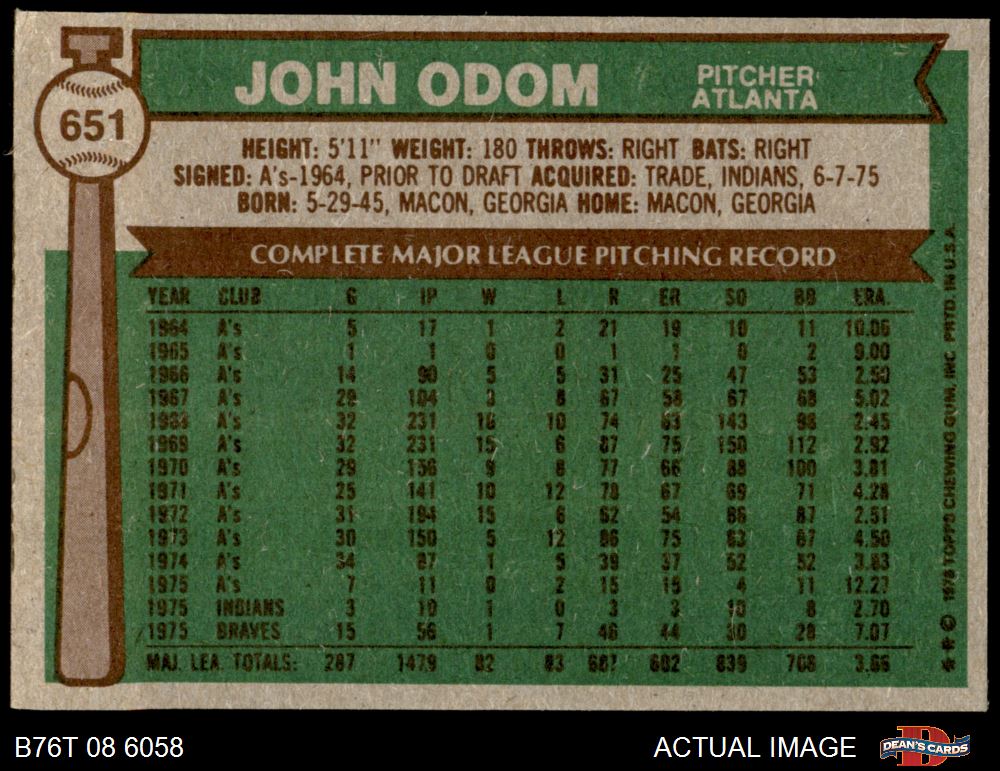 651
JOHN ODOM
PITCHER
ATLANTA
HEIGHT: 5'11" WEIGHT: 180 THROWS: RIGHT BATS: RIGHT
SIGNED: A's-1964, PRIOR TO DRAFT ACQUIRED: TRADE, INDIANS, 6-7-75
BORN: 5-29-45, MACON, GEORGIA HOME: MACON, GEORGIA
COMPLETE MAJOR LEAGUE PITCHING RECORD
YEAR CLUB G IP W L R ER SO BB ERA.
1964 A's 5 17 1 2 21 19 10 11 10.06
1965 A's 1 1 0 0 1 1 0 2 9.00
1966 A's 14 90 5 5 31 25 47 53 2.50
1967 A's 29 104 3 8 67 58 67 68 5.02
1968 A's 32 231 16 10 74 63 143 98 2.45
1969 A's 32 231 15 6 87 75 150 112 2.92
1970 A's 29 156 9 8 77 66 88 100 3.81
1971 A's 25 141 10 12 78 67 69 71 4.28
1972 A's 31 194 15 6 62 54 86 87 2.51
1973 A's 30 150 5 12 86 75 83 67 4.50
1974 A's 34 87 1 5 39 37 52 52 3.83
1975 A's 7 11 0 2 15 15 4 11 12.27
1975 INDIANS 3 10 1 0 3 3 10 8 2.70
1975 BRAVES 15 56 1 7 46 44 30 28 7.07
MAJ. LEA. TOTALS: 287 1479 82 83 687 602 839 768 3.66
✱✱© 1976 TOPPS CHEWING GUM, INC PRTD. IN U.S.A.
B76T 08 6058
ACTUAL IMAGE
DEAN'S CARDS